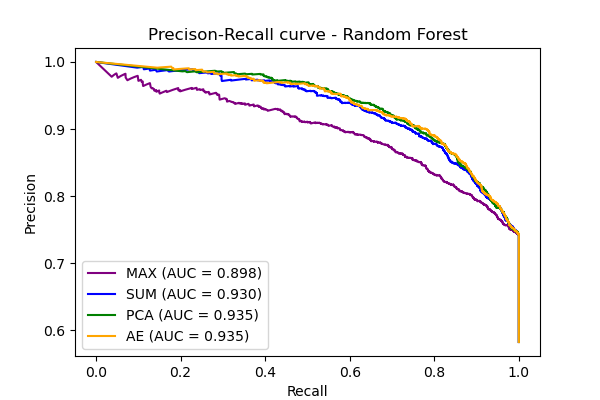 Precison-Recall curve - Random Forest
1.0
0.9
0.8
0.7
0.6
Precision
MAX (AUC = 0.898)
SUM (AUC = 0.930)
PCA (AUC = 0.935)
AE (AUC = 0.935)
0.0 0.2 0.4 0.6 0.8 1.0
Recall